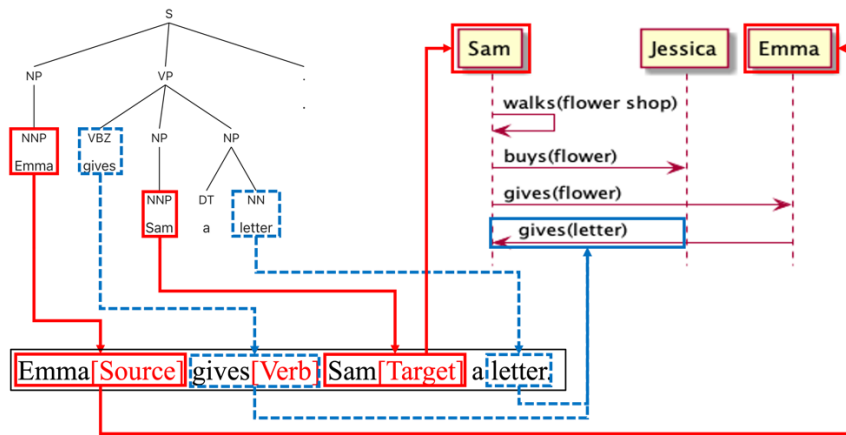 S
NP VP .
.
NNP VBZ NP NP
Emma gives
NNP DT NN
Sam a letter
Sam Jessica Emma
walks(flower shop)
buys(flower)
gives(flower)
gives(letter)
Emma[Source] gives[Verb] Sam[Target] a letter.